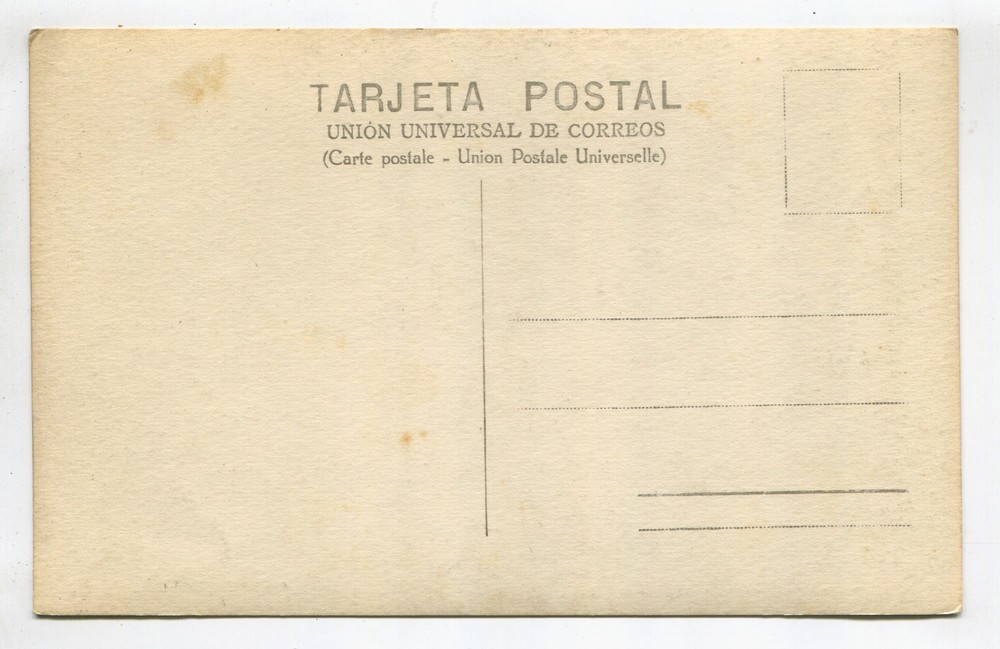 TARJETA POSTAL
UNIÓN UNIVERSAL DE CORREOS
(Carte postale - Union Postale Universelle)